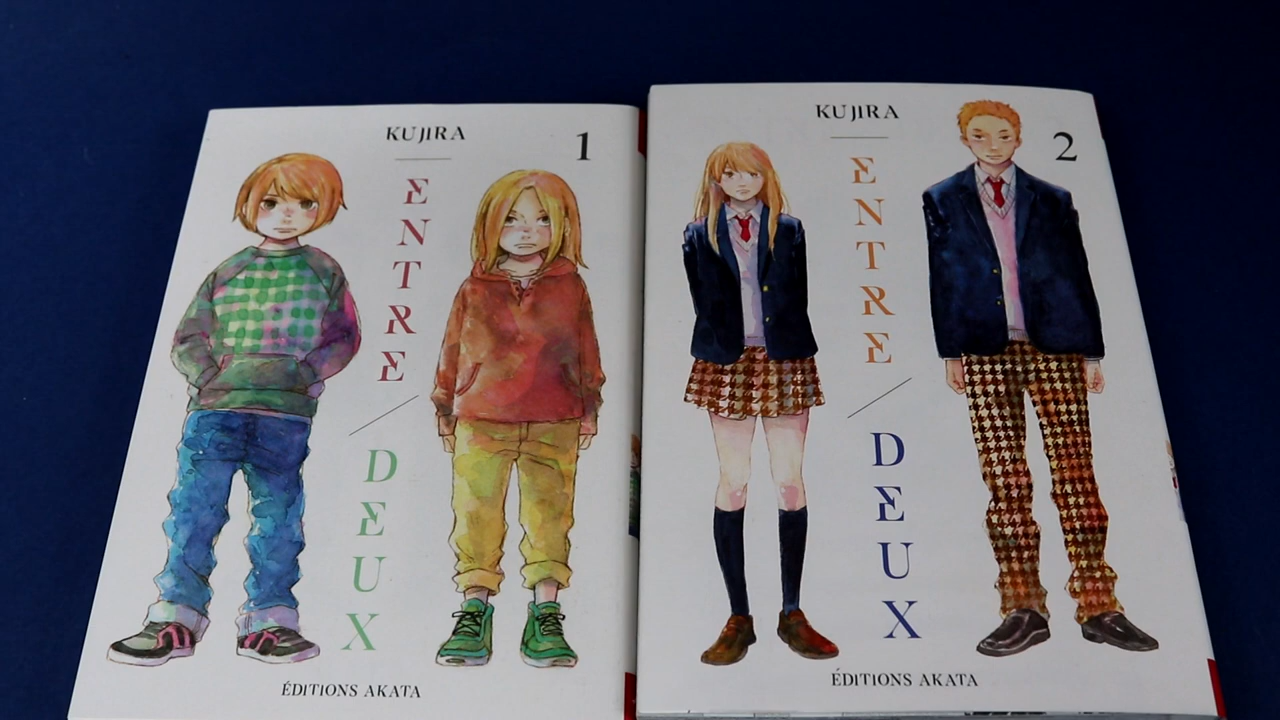 KUJIRA
1
ENTRE
/
DEUX
ÉDITIONS AKATA
KUJIRA
2
ENTRE
/
DEUX
ÉDITIONS AKATA